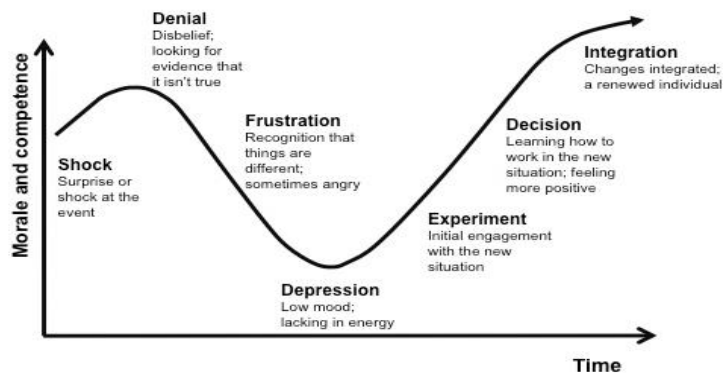 Denial
Disbelief;
looking for
evidence that
it isn't true
Integration
Changes integrated;
a renewed individual
Frustration
Recognition that
things are
different;
sometimes angry
Decision
Learning how to
work in the new
situation; feeling
more positive
Shock
Surprise or
shock at the
event
Experiment
Initial engagement
with the new
situation
Depression
Low mood;
lacking in energy
Morale and competence
Time